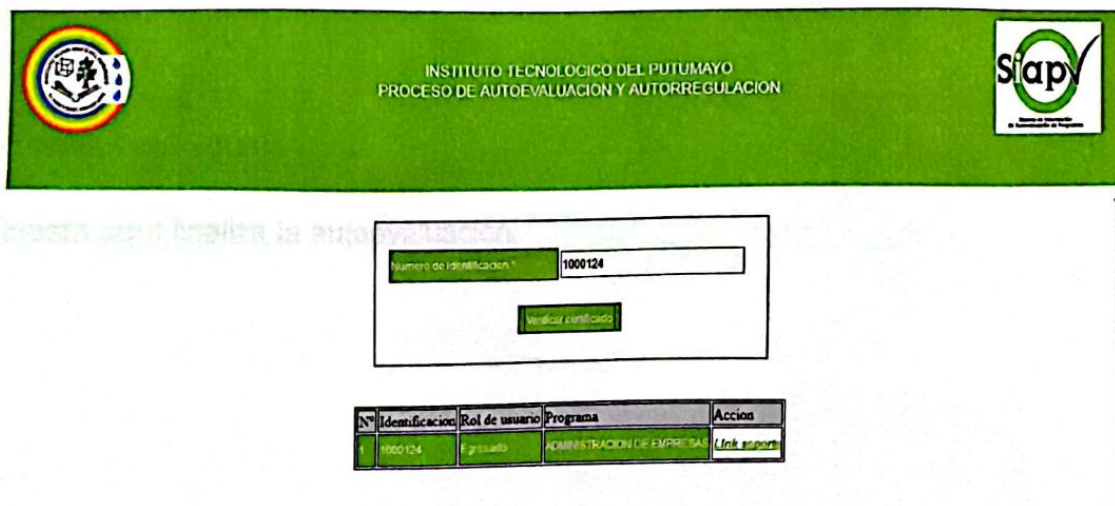 INSTITUTO TECNOLOGICO DEL PUTUMAYO
PROCESO DE AUTOEVALUACION Y AUTORREGULACION
Siap
Numero de Identificacion *
1000124
Verificar certificado
Nº Identificacion Rol de usuario Programa Accion
1 1000124 Egresado ADMINISTRACION DE EMPRESAS Link soporte